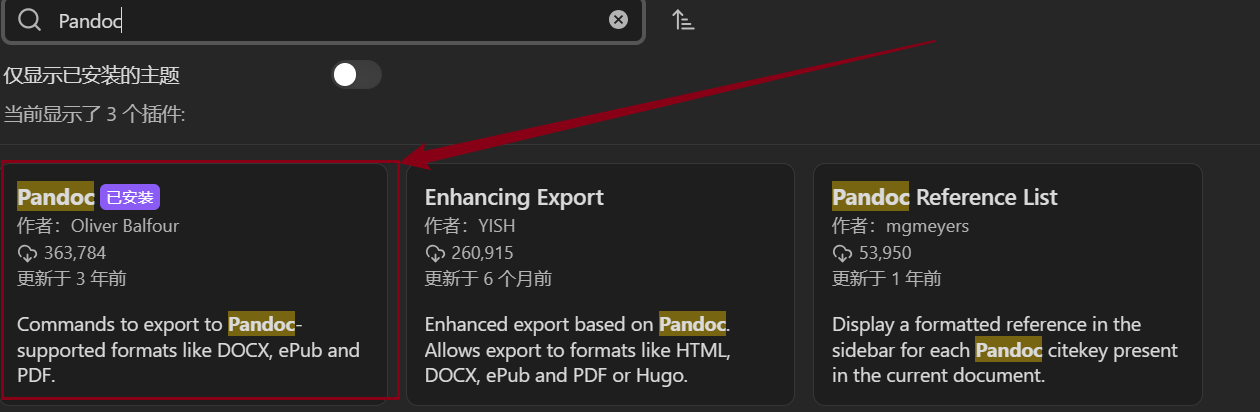 Pandoc
仅显示已安装的主题
当前显示了 3 个插件:
Pandoc 已安装
作者：Oliver Balfour
363,784
更新于 3 年前
Commands to export to Pandoc-
supported formats like DOCX, ePub and
PDF.
Enhancing Export
作者：YISH
260,915
更新于 6 个月前
Enhanced export based on Pandoc.
Allows export to formats like HTML,
DOCX, ePub and PDF or Hugo.
Pandoc Reference List
作者：mgmeyers
53,950
更新于 1 年前
Display a formatted reference in the
sidebar for each Pandoc citekey present
in the current document.